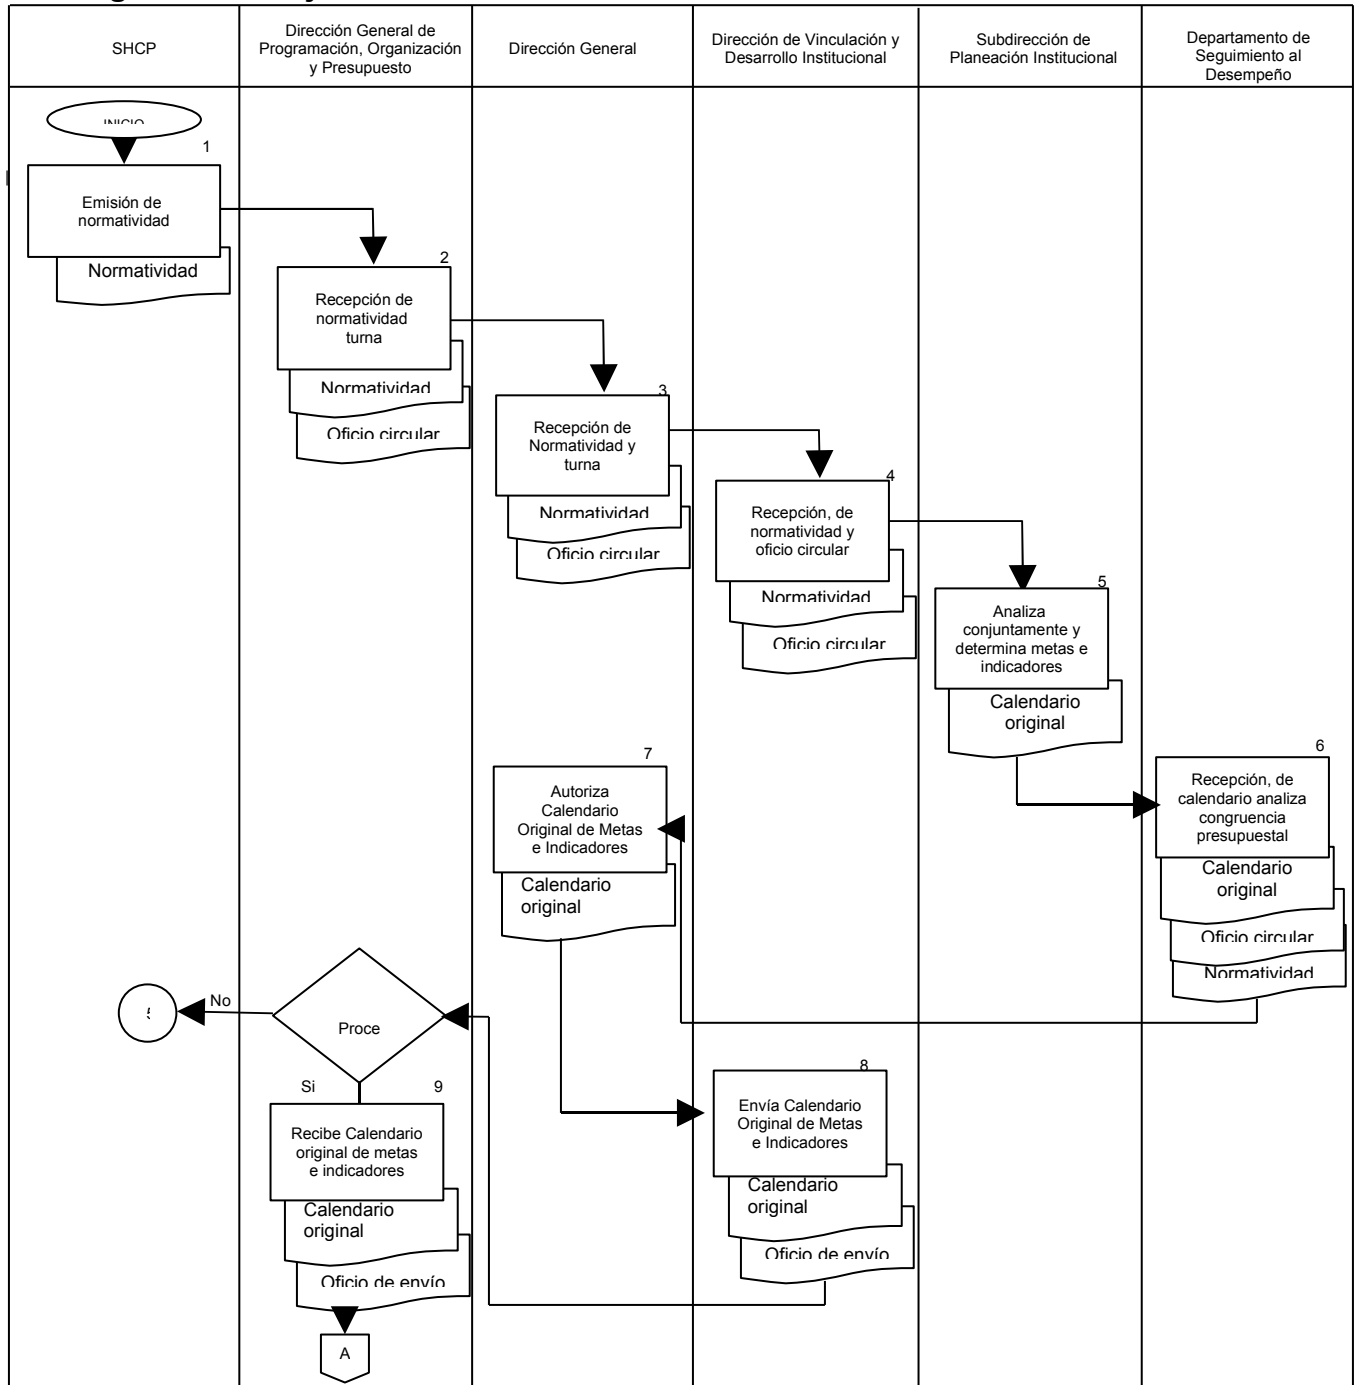 SHCP
Dirección General de
Programación, Organización
y Presupuesto
Dirección General
Dirección de Vinculación y
Desarrollo Institucional
Subdirección de
Planeación Institucional
Departamento de
Seguimiento al
Desempeño
INICIO
1
Emisión de
normatividad
Normatividad
2
Recepción de
normatividad
turna
Normatividad
Oficio circular
3
Recepción de
Normatividad y
turna
Normatividad
Oficio circular
4
Recepción, de
normatividad y
oficio circular
Normatividad
Oficio circular
5
Analiza
conjuntamente y
determina metas e
indicadores
Calendario
original
6
Recepción, de
calendario analiza
congruencia
presupuestal
Calendario
original
Oficio circular
Normatividad
7
Autoriza
Calendario
Original de Metas
e Indicadores
Calendario
original
8
Envía Calendario
Original de Metas
e Indicadores
Calendario
original
Oficio de envío
Proce
No
Si
9
Recibe Calendario
original de metas
e indicadores
Calendario
original
Oficio de envío
A